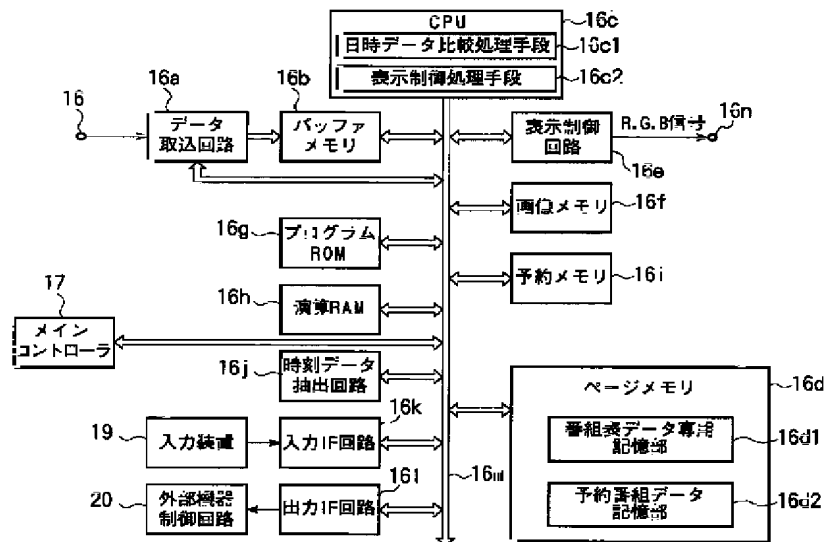 CPU
16c
日時データ比較処理手段
16c1
表示制御処理手段
16c2
16
16a
16b
データ
取込回路
バッファ
メモリ
表示制御
回路
R.G.B信号
16n
16e
画像メモリ
16f
16g
プログラム
ROM
予約メモリ
16i
17
16h
演算RAM
メイン
コントローラ
16j
時刻データ
抽出回路
ページメモリ
16d
16k
19
入力装置
入力IF回路
番組表データ専用
記憶部
16d1
16m
16l
20
外部機器
制御回路
出力IF回路
予約番組データ
記憶部
16d2